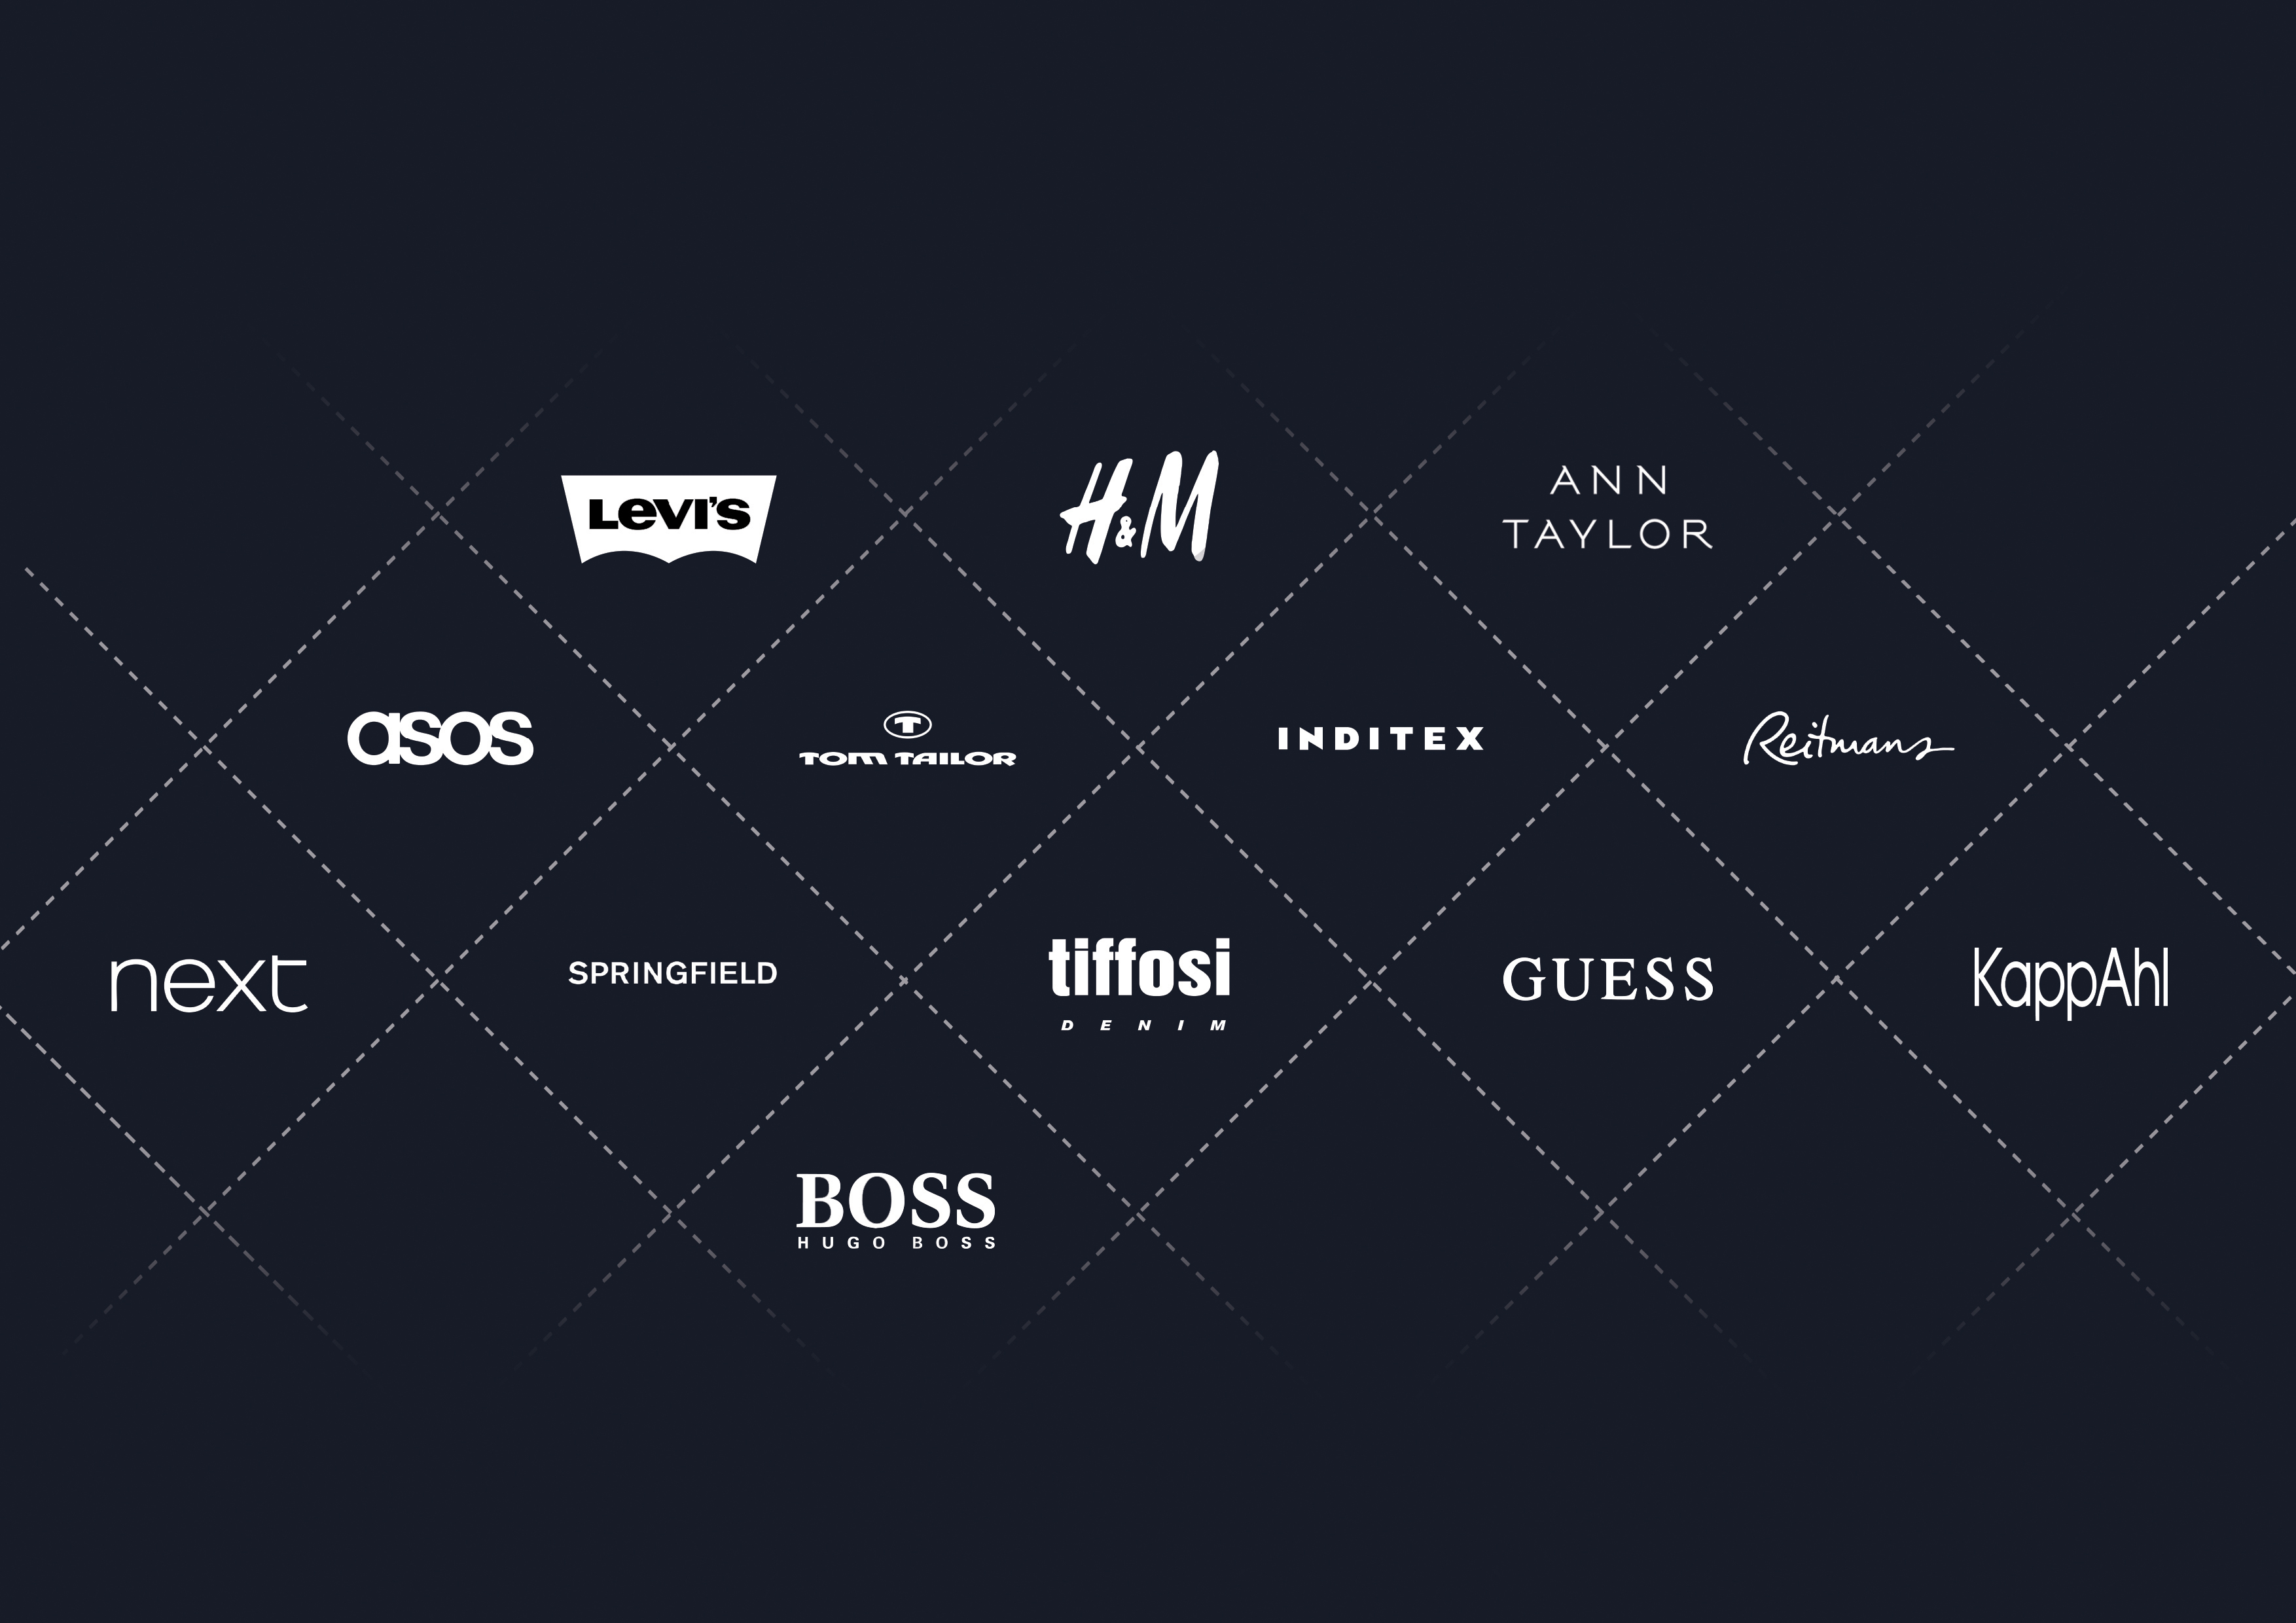 LEVI'S
H&M
ANN
TAYLOR
asos
T
TOM TAILOR
INDITEX
Reitmans
next
SPRINGFIELD
tiffosi
DENIM
GUESS
KappAhl
BOSS
HUGO BOSS